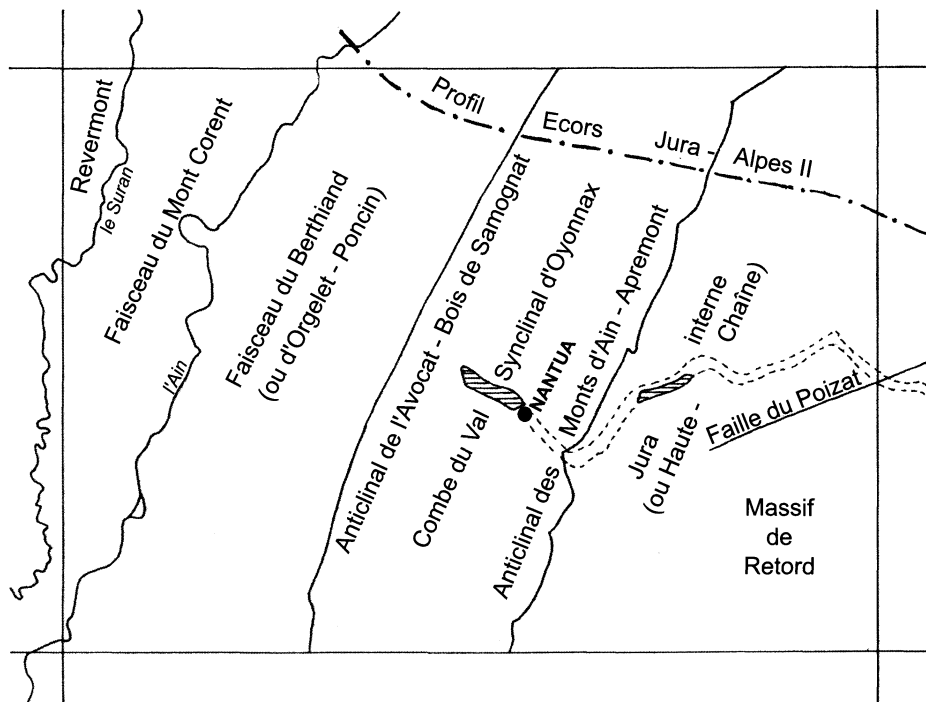 Revermont
le Suran
Faisceau du Mont Corent
l'Ain
Faisceau du Berthiand
(ou d'Orgelet - Poncin)
Profil Ecors Jura - Alpes II
Anticlinal de l'Avocat - Bois de Samognat
Combe du Val Synclinal d'Oyonnax
NANTUA
Anticlinal des Monts d'Ain - Apremont
Jura interne
(ou Haute - Chaîne)
Faille du Poizat
Massif
de
Retord